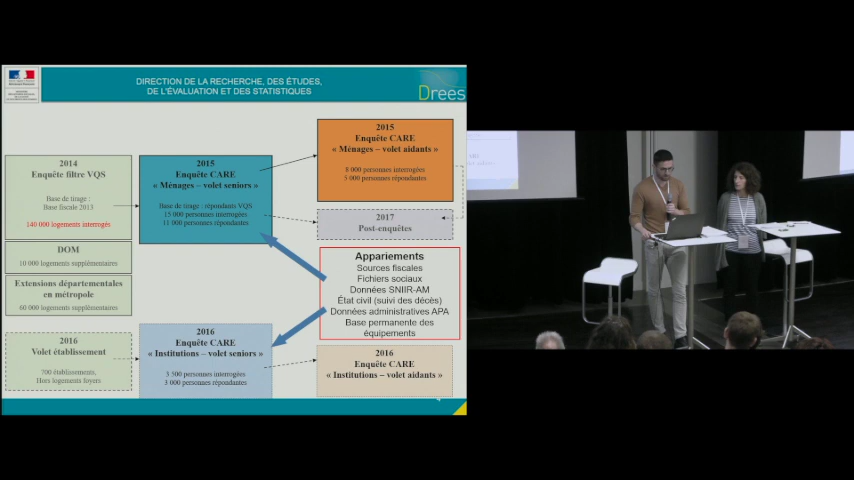 DIRECTION DE LA RECHERCHE, DES ÉTUDES,
DE L'ÉVALUATION ET DES STATISTIQUES
Drees
2014
Enquête filtre VQS
Base de tirage :
Base fiscale 2013
140 000 logements interrogés
DOM
10 000 logements supplémentaires
Extensions départementales
en métropole
60 000 logements supplémentaires
2016
Volet établissement
700 établissements,
Hors logements foyers
2015
Enquête CARE
« Ménages – volet seniors »
Base de tirage : répondants VQS
15 000 personnes interrogées
11 000 personnes répondantes
2016
Enquête CARE
« Institutions – volet seniors »
3 500 personnes interrogées
3 000 personnes répondantes
2015
Enquête CARE
« Ménages – volet aidants »
8 000 personnes interrogées
5 000 personnes répondantes
2017
Post-enquêtes
Appariements
Sources fiscales
Fichiers sociaux
Données SNIIR-AM
État civil (suivi des décès)
Données administratives APA
Base permanente des
équipements
2016
Enquête CARE
« Institutions – volet aidants »